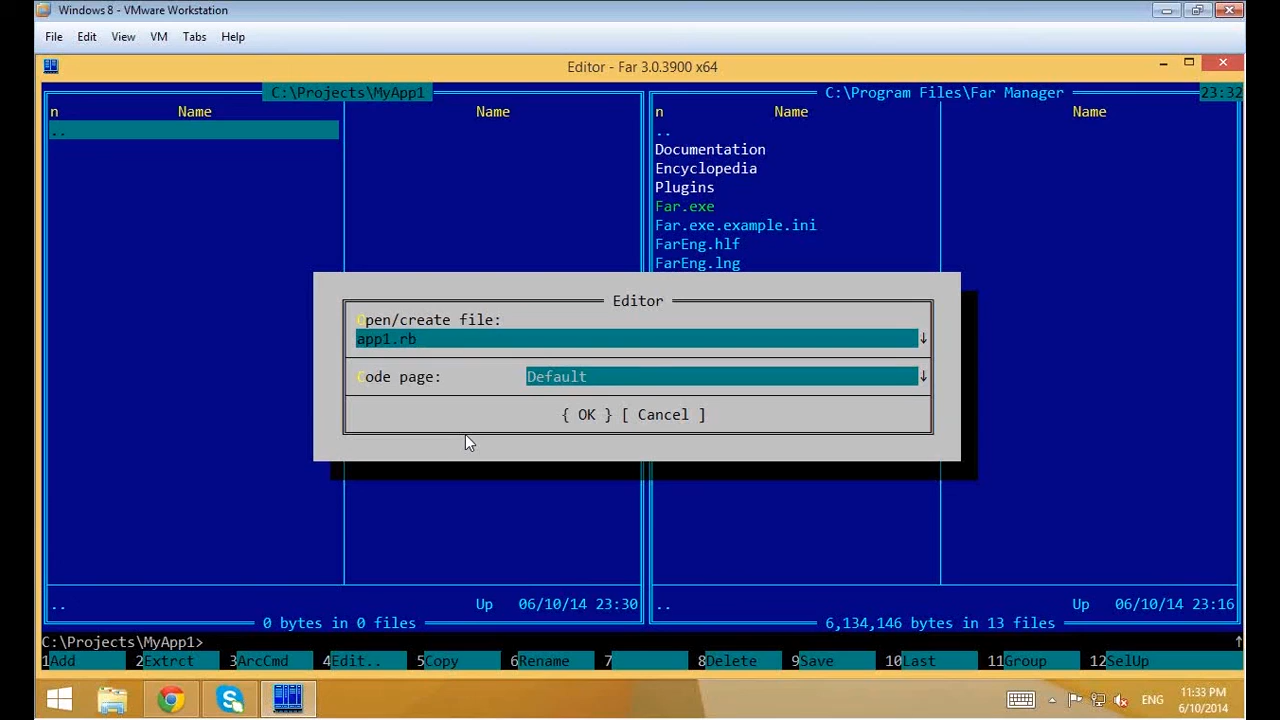 Windows 8 - VMware Workstation
File Edit View VM Tabs Help
Editor - Far 3.0.3900 x64
C:\Projects\MyApp1
C:\Program Files\Far Manager
23:32
n Name Name
n Name Name
..
..
Documentation
Encyclopedia
Plugins
Far.exe
Far.exe.example.ini
FarEng.hlf
FarEng.lng
Editor
Open/create file:
app1.rb
Code page: Default
{ OK } [ Cancel ]
.. Up 06/10/14 23:30
0 bytes in 0 files
.. Up 06/10/14 23:16
6,134,146 bytes in 13 files
C:\Projects\MyApp1>
1Add 2Extrct 3ArcCmd 4Edit.. 5Copy 6Rename 7 8Delete 9Save 10Last 11Group 12SelUp
ENG
11:33 PM
6/10/2014